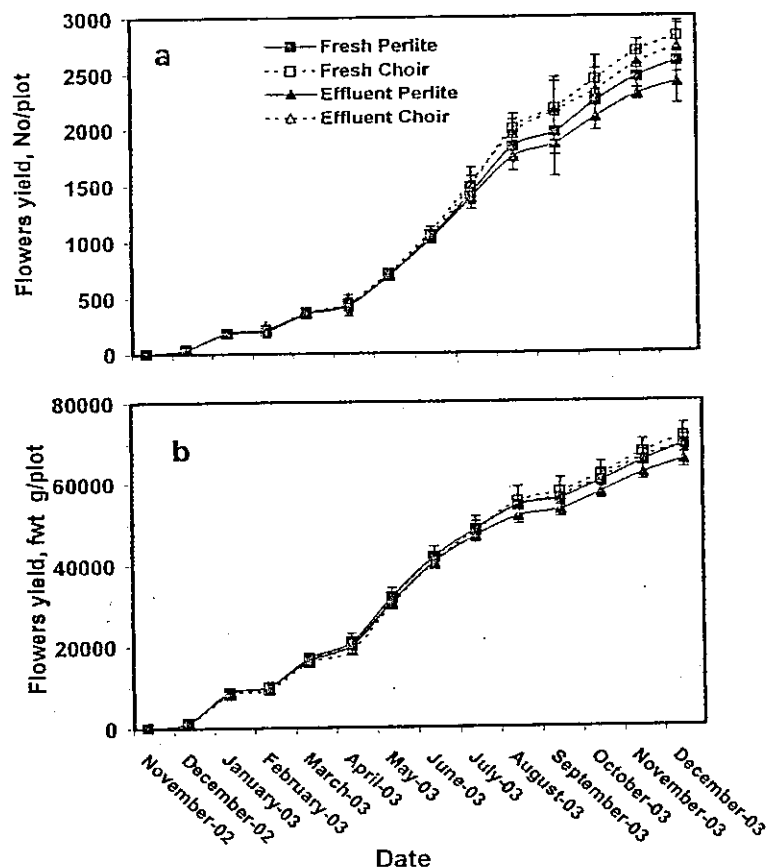 a
Fresh Perlite
Fresh Choir
Effluent Perlite
Effluent Choir
Flowers yield, No/plot
3000
2500
2000
1500
1000
500
0
b
Flowers yield, fwt g/plot
80000
60000
40000
20000
0
November-02
December-02
January-03
February-03
March-03
April-03
May-03
June-03
July-03
August-03
September-03
October-03
November-03
December-03
Date